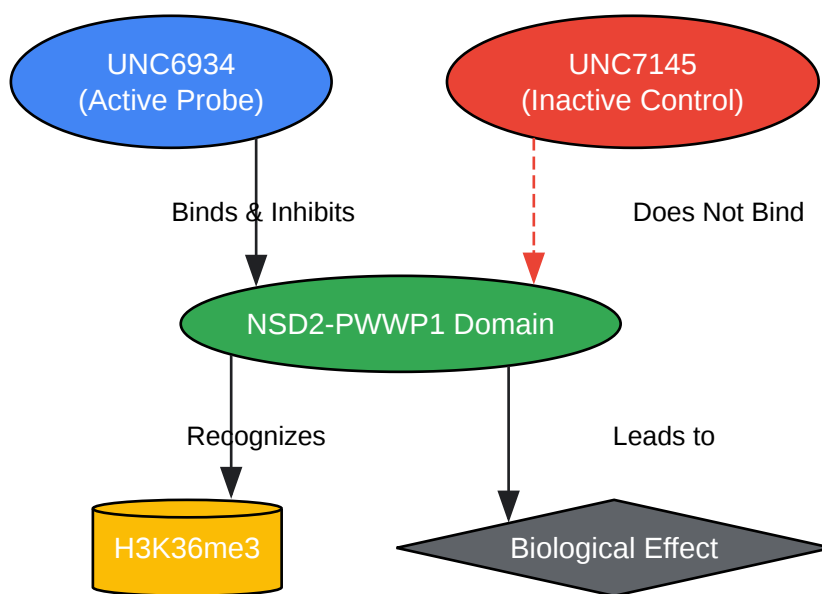 UNC6934
(Active Probe)
UNC7145
(Inactive Control)
Binds & Inhibits
Does Not Bind
NSD2-PWWP1 Domain
Recognizes
Leads to
H3K36me3
Biological Effect